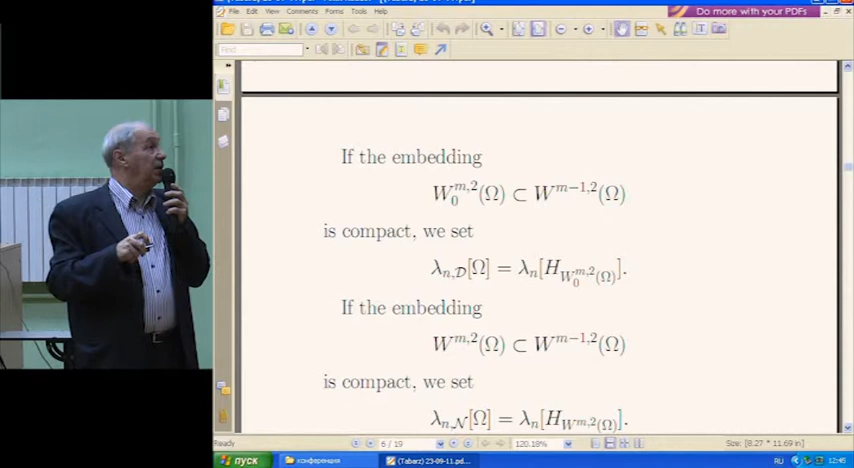 File Edit View Document Comments Forms Tools Help
Do more with your PDFs
Find
If the embedding
W_0^{m,2}(Ω) ⊂ W^{m−1,2}(Ω)
is compact, we set
λ_{n,𝒟}[Ω] = λ_n[H_{W_0^{m,2}(Ω)}].
If the embedding
W^{m,2}(Ω) ⊂ W^{m−1,2}(Ω)
is compact, we set
λ_{n,𝒩}[Ω] = λ_n[H_{W^{m,2}(Ω)}].
Ready
6 / 19
120.18%
Size: [8.27 * 11.69 IN]
пуск
конференция
(Tabarz) 23-09-11.pd...
RU
12:45